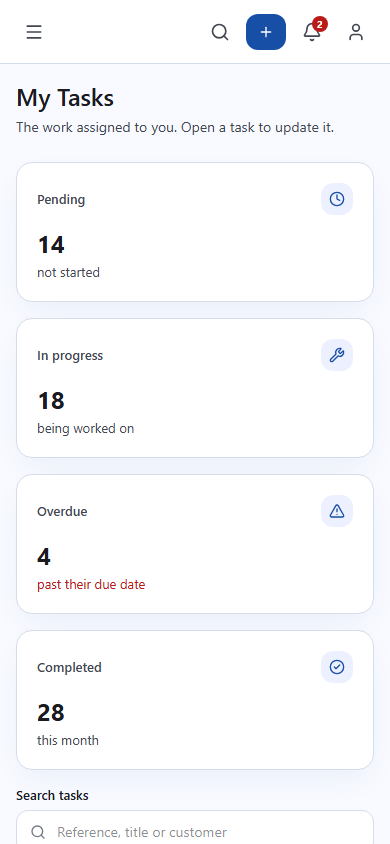 2
My Tasks
The work assigned to you. Open a task to update it.
Pending
14
not started
In progress
18
being worked on
Overdue
4
past their due date
Completed
28
this month
Search tasks
Reference, title or customer